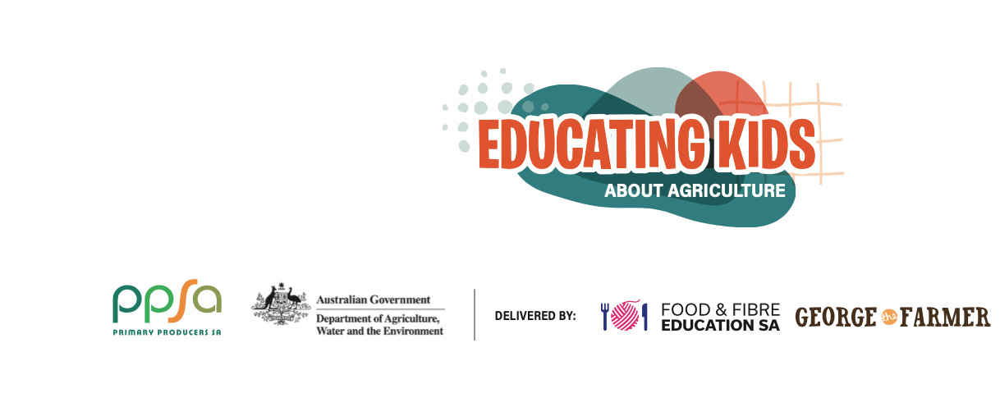 EDUCATING KIDS
ABOUT AGRICULTURE
ppsa
PRIMARY PRODUCERS SA
Australian Government
Department of Agriculture,
Water and the Environment
DELIVERED BY:
FOOD & FIBRE
EDUCATION SA
GEORGE the FARMER